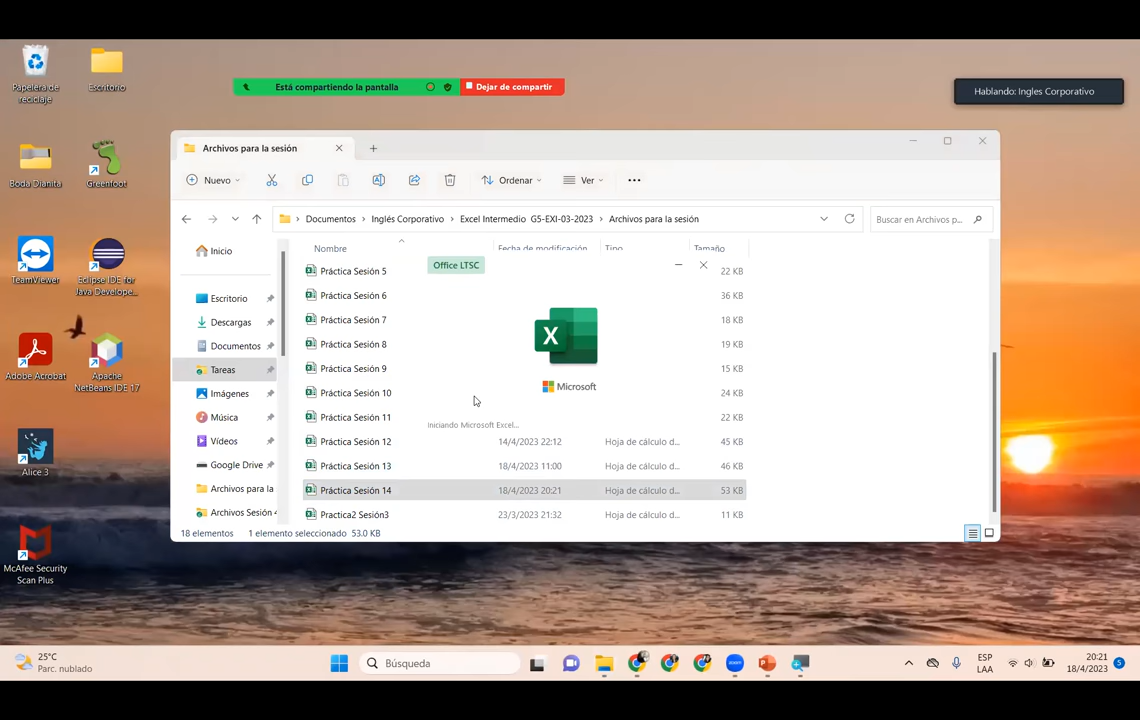 Papelera de
reciclaje
Escritorio
Está compartiendo la pantalla
Dejar de compartir
Hablando: Ingles Corporativo
Boda Dianita
Greenfoot
TeamViewer
Eclipse IDE for
Java Develope...
Adobe Acrobat
Apache
NetBeans IDE 17
Alice 3
McAfee Security
Scan Plus
Archivos para la sesión
Nuevo
Ordenar
Ver
Documentos > Inglés Corporativo > Excel Intermedio G5-EXI-03-2023 > Archivos para la sesión
Buscar en Archivos p...
Inicio
Escritorio
Descargas
Documentos
Tareas
Imágenes
Música
Vídeos
Google Drive
Archivos para la
Archivos Sesión 4
Nombre Fecha de modificación Tipo Tamaño
Práctica Sesión 5 22 KB
Práctica Sesión 6 36 KB
Práctica Sesión 7 18 KB
Práctica Sesión 8 19 KB
Práctica Sesión 9 15 KB
Práctica Sesión 10 24 KB
Práctica Sesión 11 22 KB
Práctica Sesión 12 14/4/2023 22:12 Hoja de cálculo d... 45 KB
Práctica Sesión 13 18/4/2023 11:00 Hoja de cálculo d... 46 KB
Práctica Sesión 14 18/4/2023 20:21 Hoja de cálculo d... 53 KB
Practica2 Sesión3 23/3/2023 21:32 Hoja de cálculo d... 11 KB
Office LTSC
X
Microsoft
Iniciando Microsoft Excel...
18 elementos 1 elemento seleccionado 53.0 KB
25°C
Parc. nublado
Búsqueda
ESP
LAA
20:21
18/4/2023
5